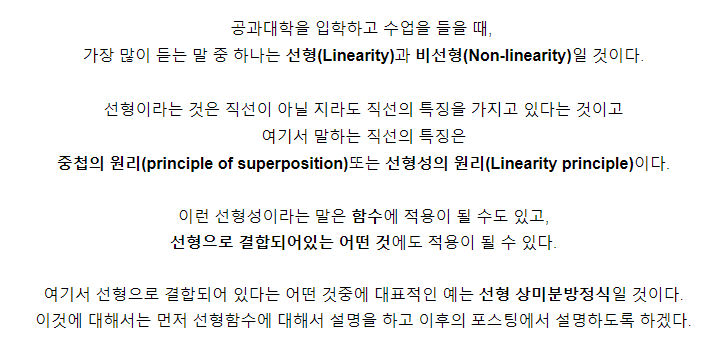 공과대학을 입학하고 수업을 들을 때,
가장 많이 듣는 말 중 하나는 선형(Linearity)과 비선형(Non-linearity)일 것이다.
선형이라는 것은 직선이 아닐 지라도 직선의 특징을 가지고 있다는 것이고
여기서 말하는 직선의 특징은
중첩의 원리(principle of superposition)또는 선형성의 원리(Linearity principle)이다.
이런 선형성이라는 말은 함수에 적용이 될 수도 있고,
선형으로 결합되어있는 어떤 것에도 적용이 될 수 있다.
여기서 선형으로 결합되어 있다는 어떤 것중에 대표적인 예는 선형 상미분방정식일 것이다.
이것에 대해서는 먼저 선형함수에 대해서 설명을 하고 이후의 포스팅에서 설명하도록 하겠다.